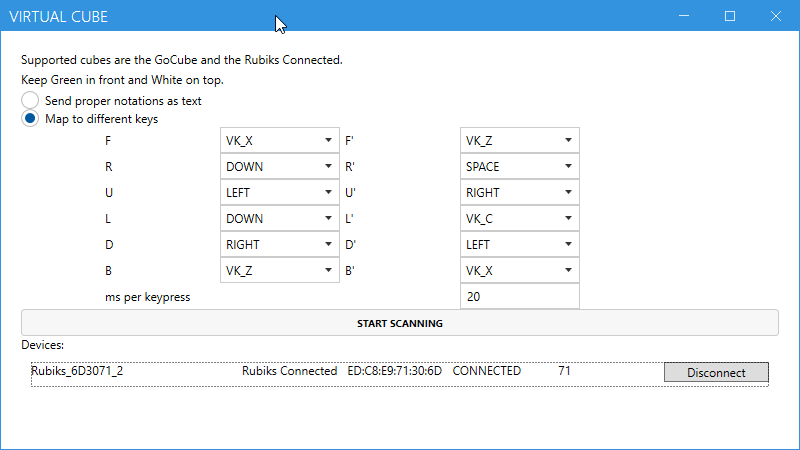 VIRTUAL CUBE
Supported cubes are the GoCube and the Rubiks Connected.
Keep Green in front and White on top.
Send proper notations as text
Map to different keys
F VK_X F' VK_Z
R DOWN R' SPACE
U LEFT U' RIGHT
L DOWN L' VK_C
D RIGHT D' LEFT
B VK_Z B' VK_X
ms per keypress 20
START SCANNING
Devices:
Rubiks_6D3071_2 Rubiks Connected ED:C8:E9:71:30:6D CONNECTED 71 Disconnect